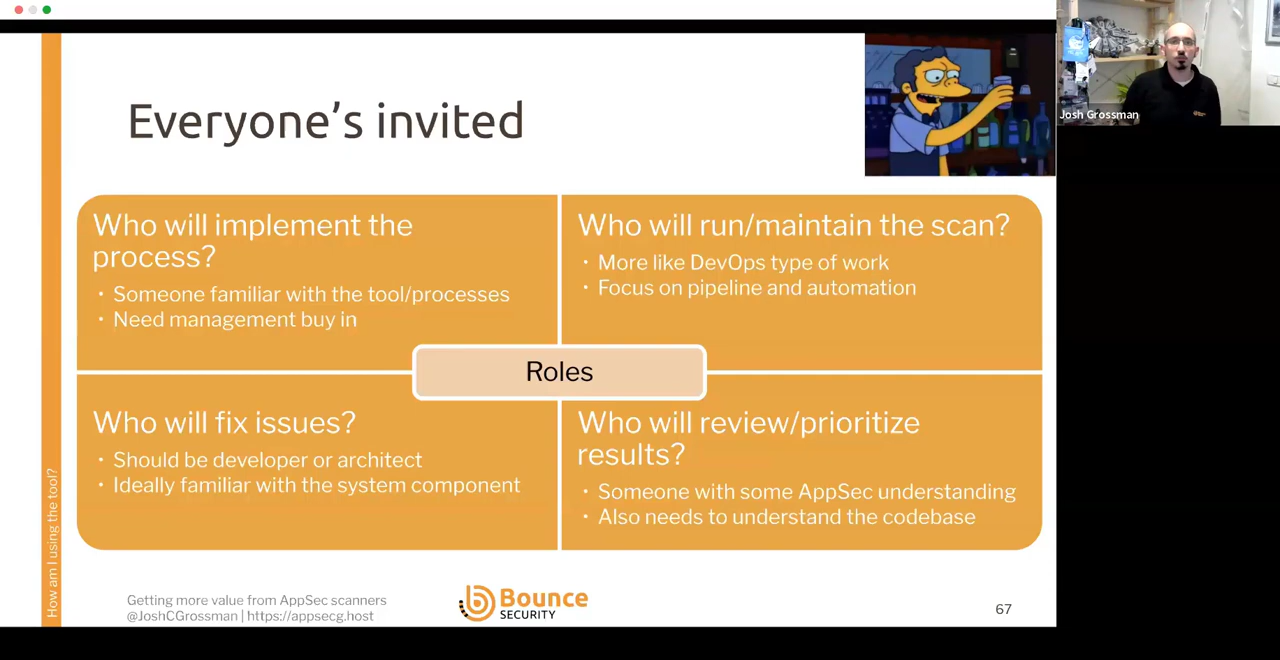 Everyone's invited
Josh Grossman
Who will implement the
process?
• Someone familiar with the tool/processes
• Need management buy in
Who will run/maintain the scan?
• More like DevOps type of work
• Focus on pipeline and automation
Roles
Who will fix issues?
• Should be developer or architect
• Ideally familiar with the system component
Who will review/prioritize
results?
• Someone with some AppSec understanding
• Also needs to understand the codebase
How am I using the tool?
Getting more value from AppSec scanners
@JoshCGrossman | https://appsecg.host
Bounce
SECURITY
67